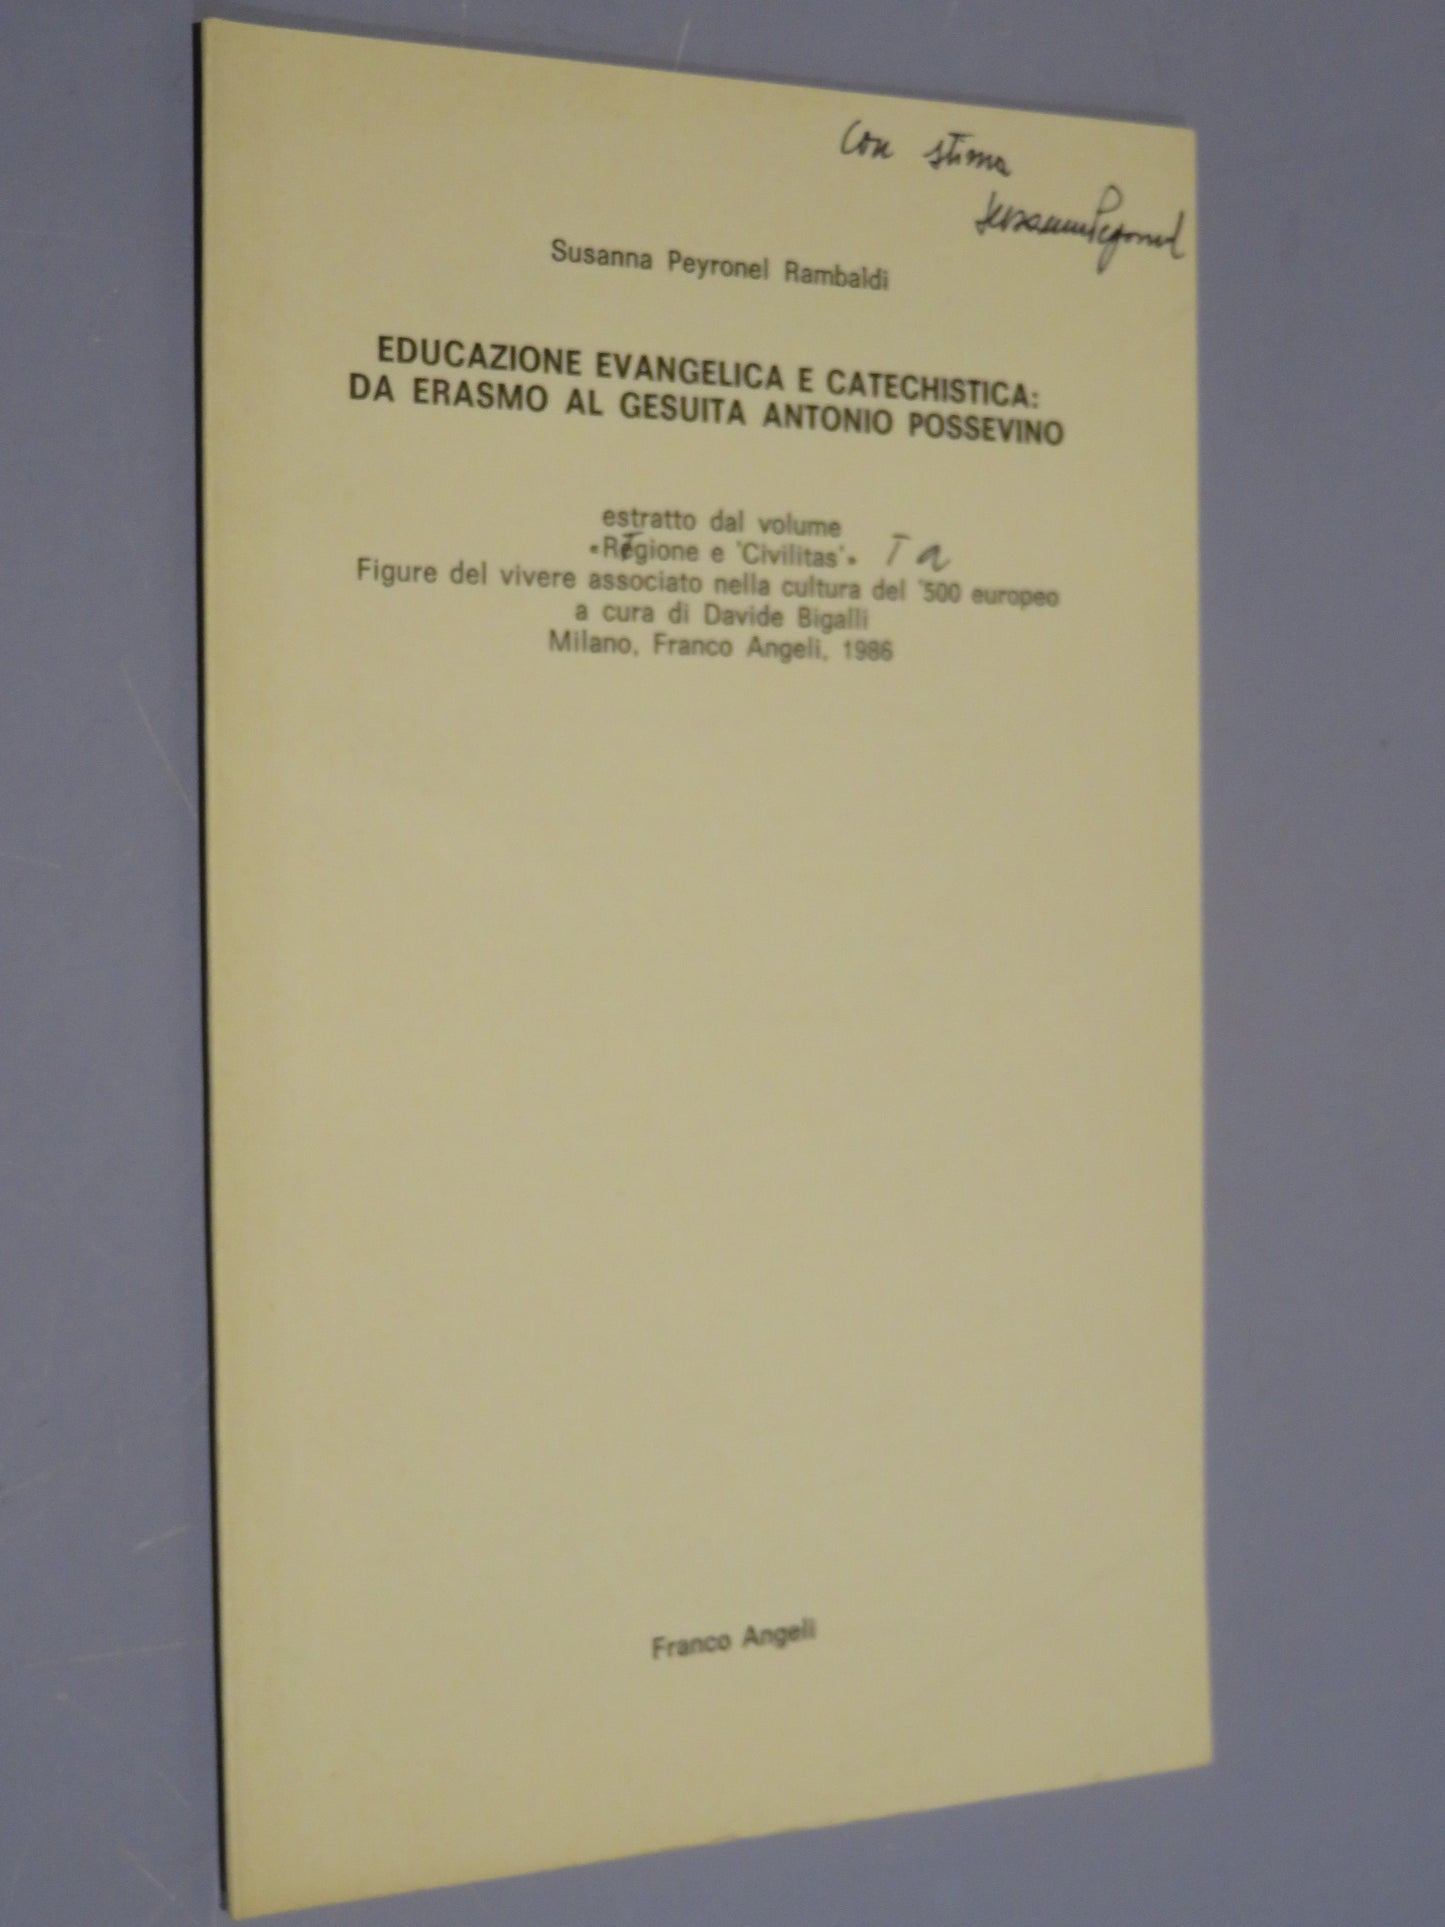 Con stima
Susanna Peyronel
Susanna Peyronel Rambaldi
EDUCAZIONE EVANGELICA E CATECHISTICA:
DA ERASMO AL GESUITA ANTONIO POSSEVINO
estratto dal volume
«Regione e 'Civilitas'» T a
Figure del vivere associato nella cultura del '500 europeo
a cura di Davide Bigalli
Milano, Franco Angeli, 1986
Franco Angeli